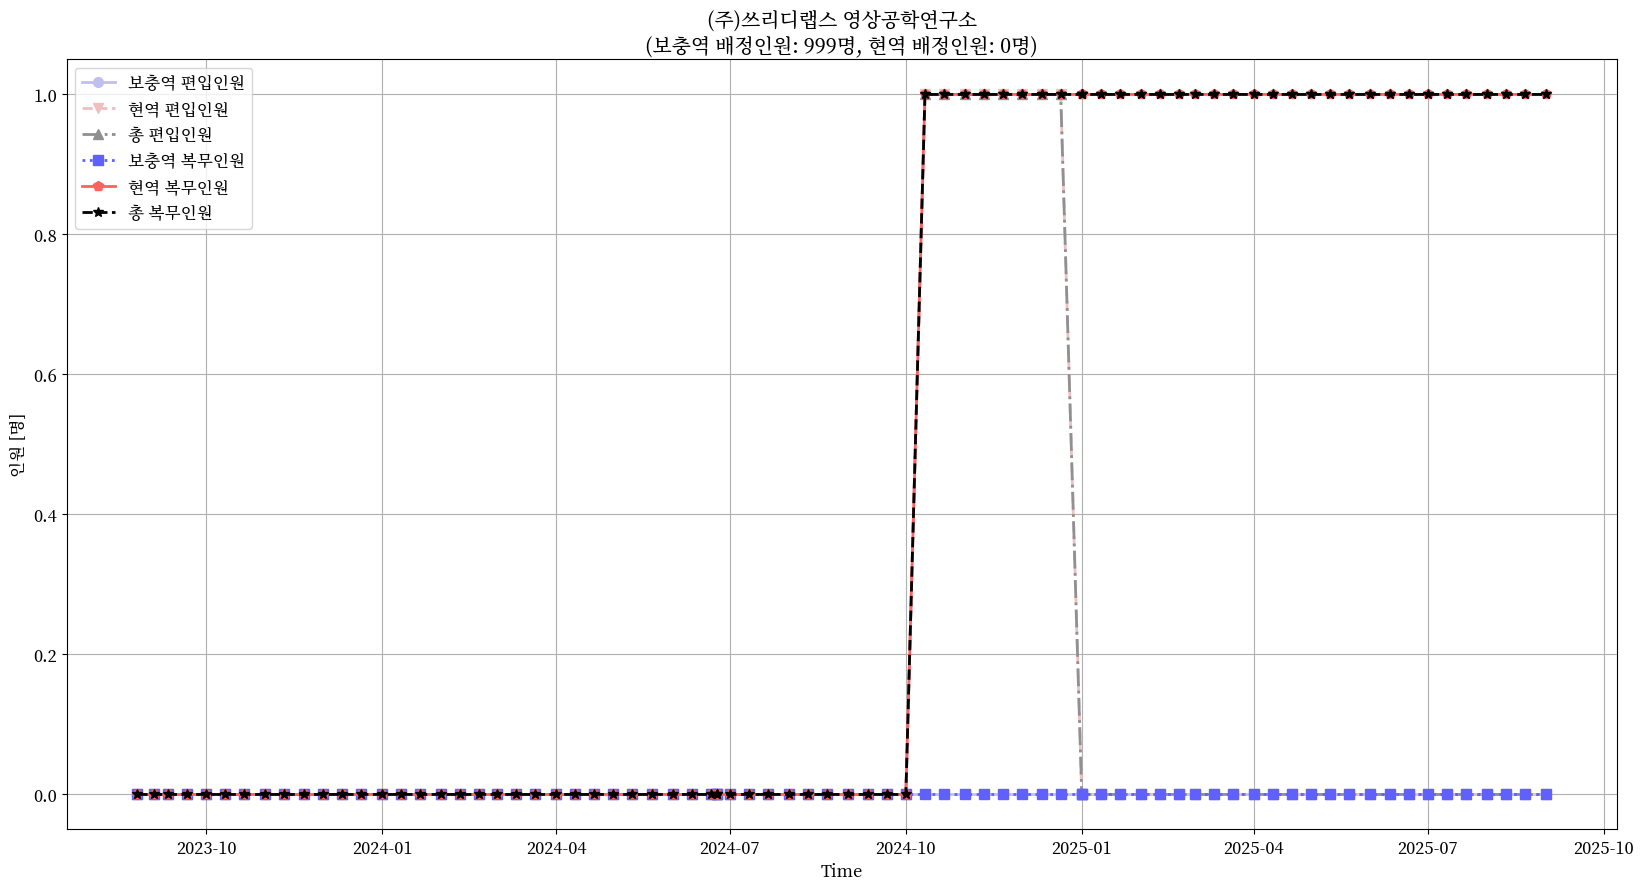 (주)쓰리디랩스 영상공학연구소
(보충역 배정인원: 999명, 현역 배정인원: 0명)
보충역 편입인원
현역 편입인원
총 편입인원
보충역 복무인원
현역 복무인원
총 복무인원
1.0
0.8
0.6
0.4
0.2
0.0
인원 [명]
2023-10
2024-01
2024-04
2024-07
2024-10
2025-01
2025-04
2025-07
2025-10
Time